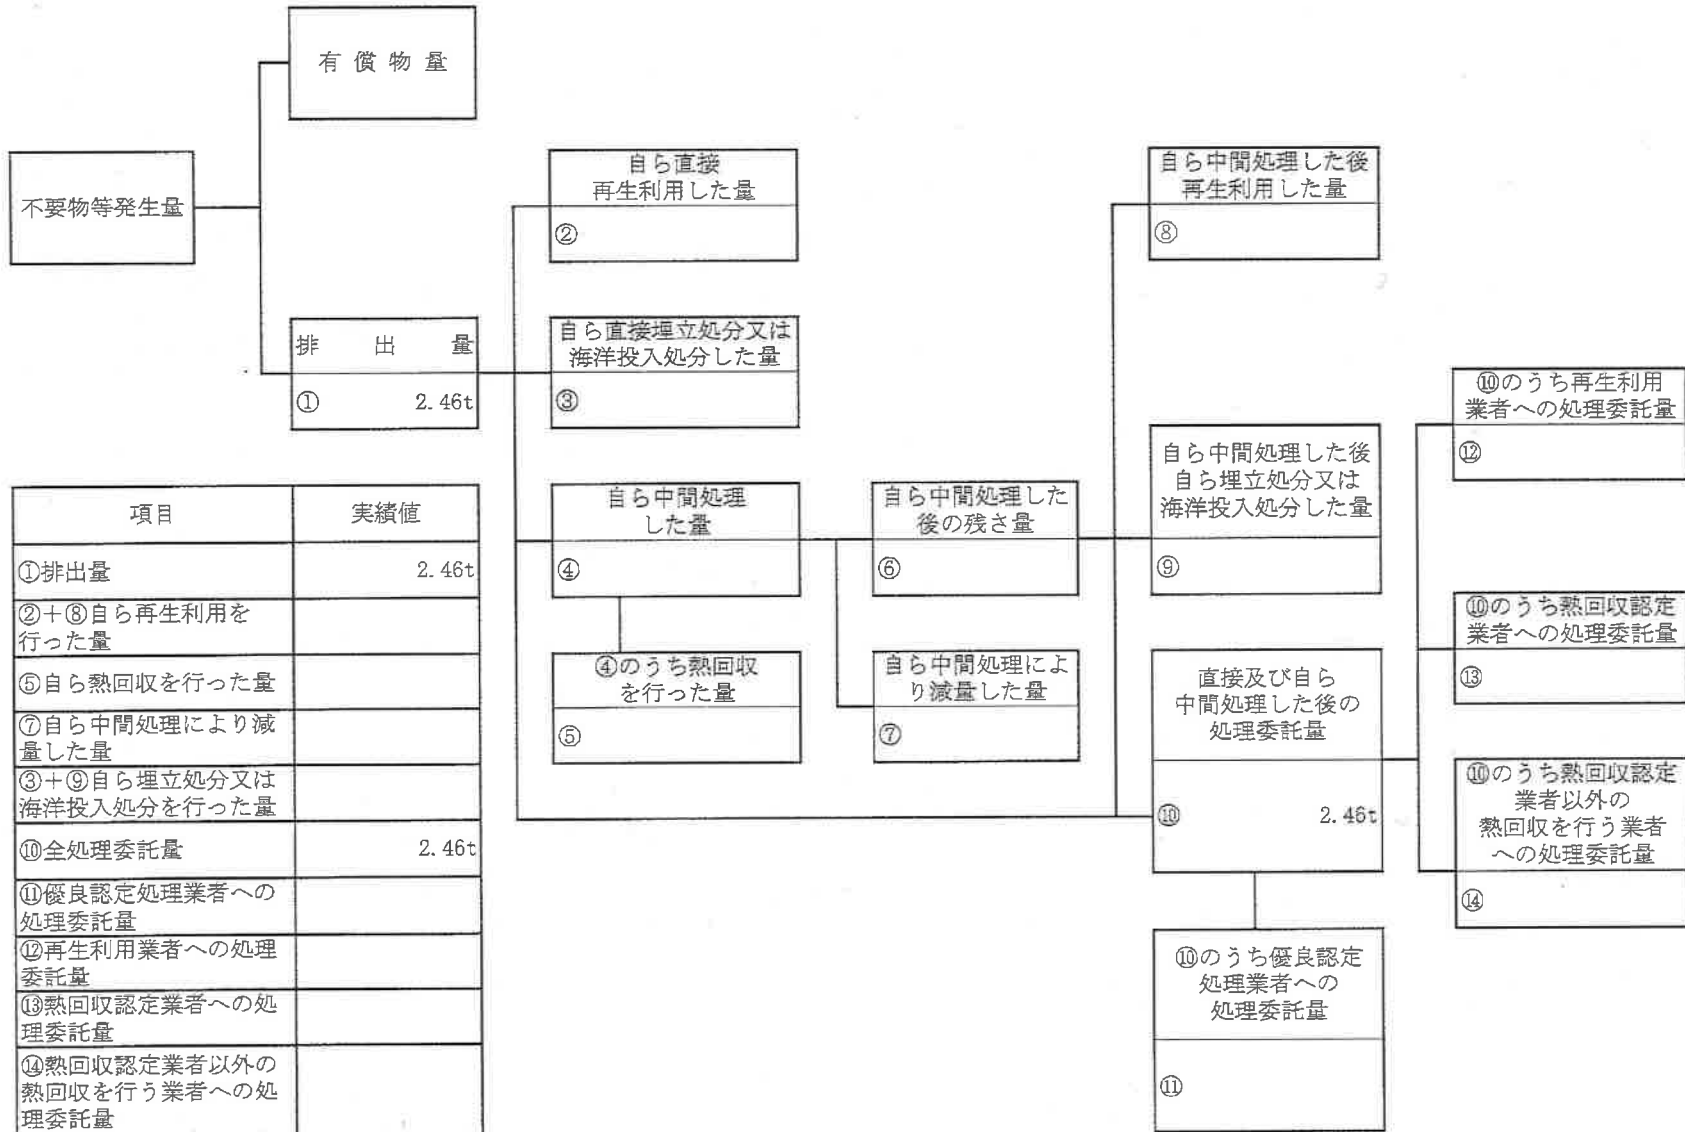 有償物量
不要物等発生量
排出量
① 2.46t
自ら直接
再生利用した量
②
自ら直接埋立処分又は
海洋投入処分した量
③
自ら中間処理
した量
④
④のうち熱回収
を行った量
⑤
自ら中間処理した
後の残さ量
⑥
自ら中間処理によ
り減量した量
⑦
自ら中間処理した後
再生利用した量
⑧
自ら中間処理した後
自ら埋立処分又は
海洋投入処分した量
⑨
直接及び自ら
中間処理した後の
処理委託量
⑩ 2.46t
⑩のうち優良認定
処理業者への
処理委託量
⑪
⑩のうち再生利用
業者への処理委託量
⑫
⑩のうち熱回収認定
業者への処理委託量
⑬
⑩のうち熱回収認定
業者以外の
熱回収を行う業者
への処理委託量
⑭
項目 実績値
①排出量 2.46t
②+⑧自ら再生利用を
行った量
⑤自ら熱回収を行った量
⑦自ら中間処理により減
量した量
③+⑨自ら埋立処分又は
海洋投入処分を行った量
⑩全処理委託量 2.46t
⑪優良認定処理業者への
処理委託量
⑫再生利用業者への処理
委託量
⑬熱回収認定業者への処
理委託量
⑭熱回収認定業者以外の
熱回収を行う業者への処
理委託量